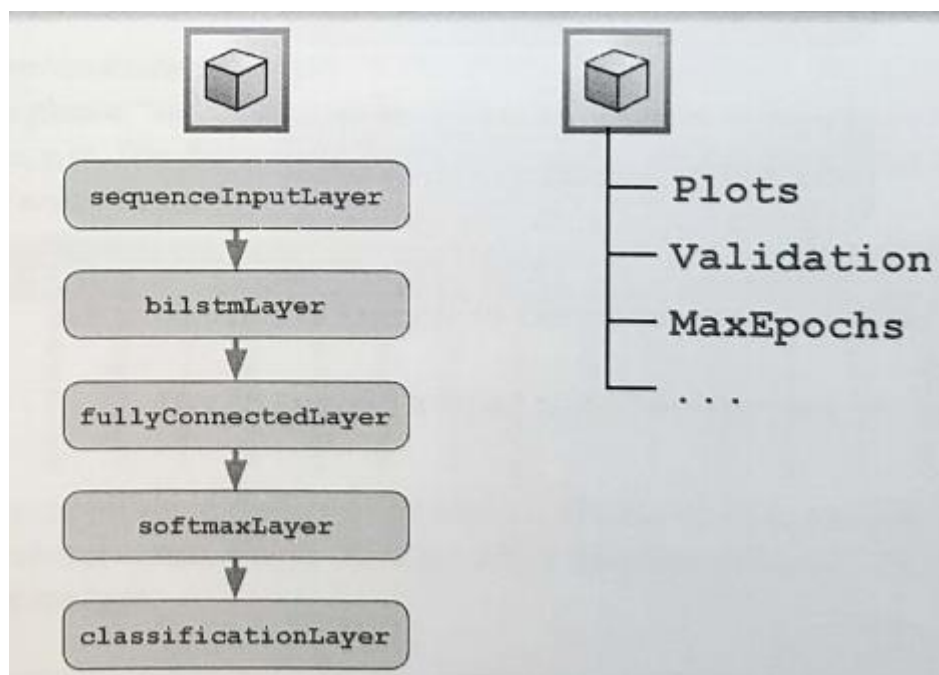 sequenceInputLayer
bilstmLayer
fullyConnectedLayer
softmaxLayer
classificationLayer
Plots
Validation
MaxEpochs
...